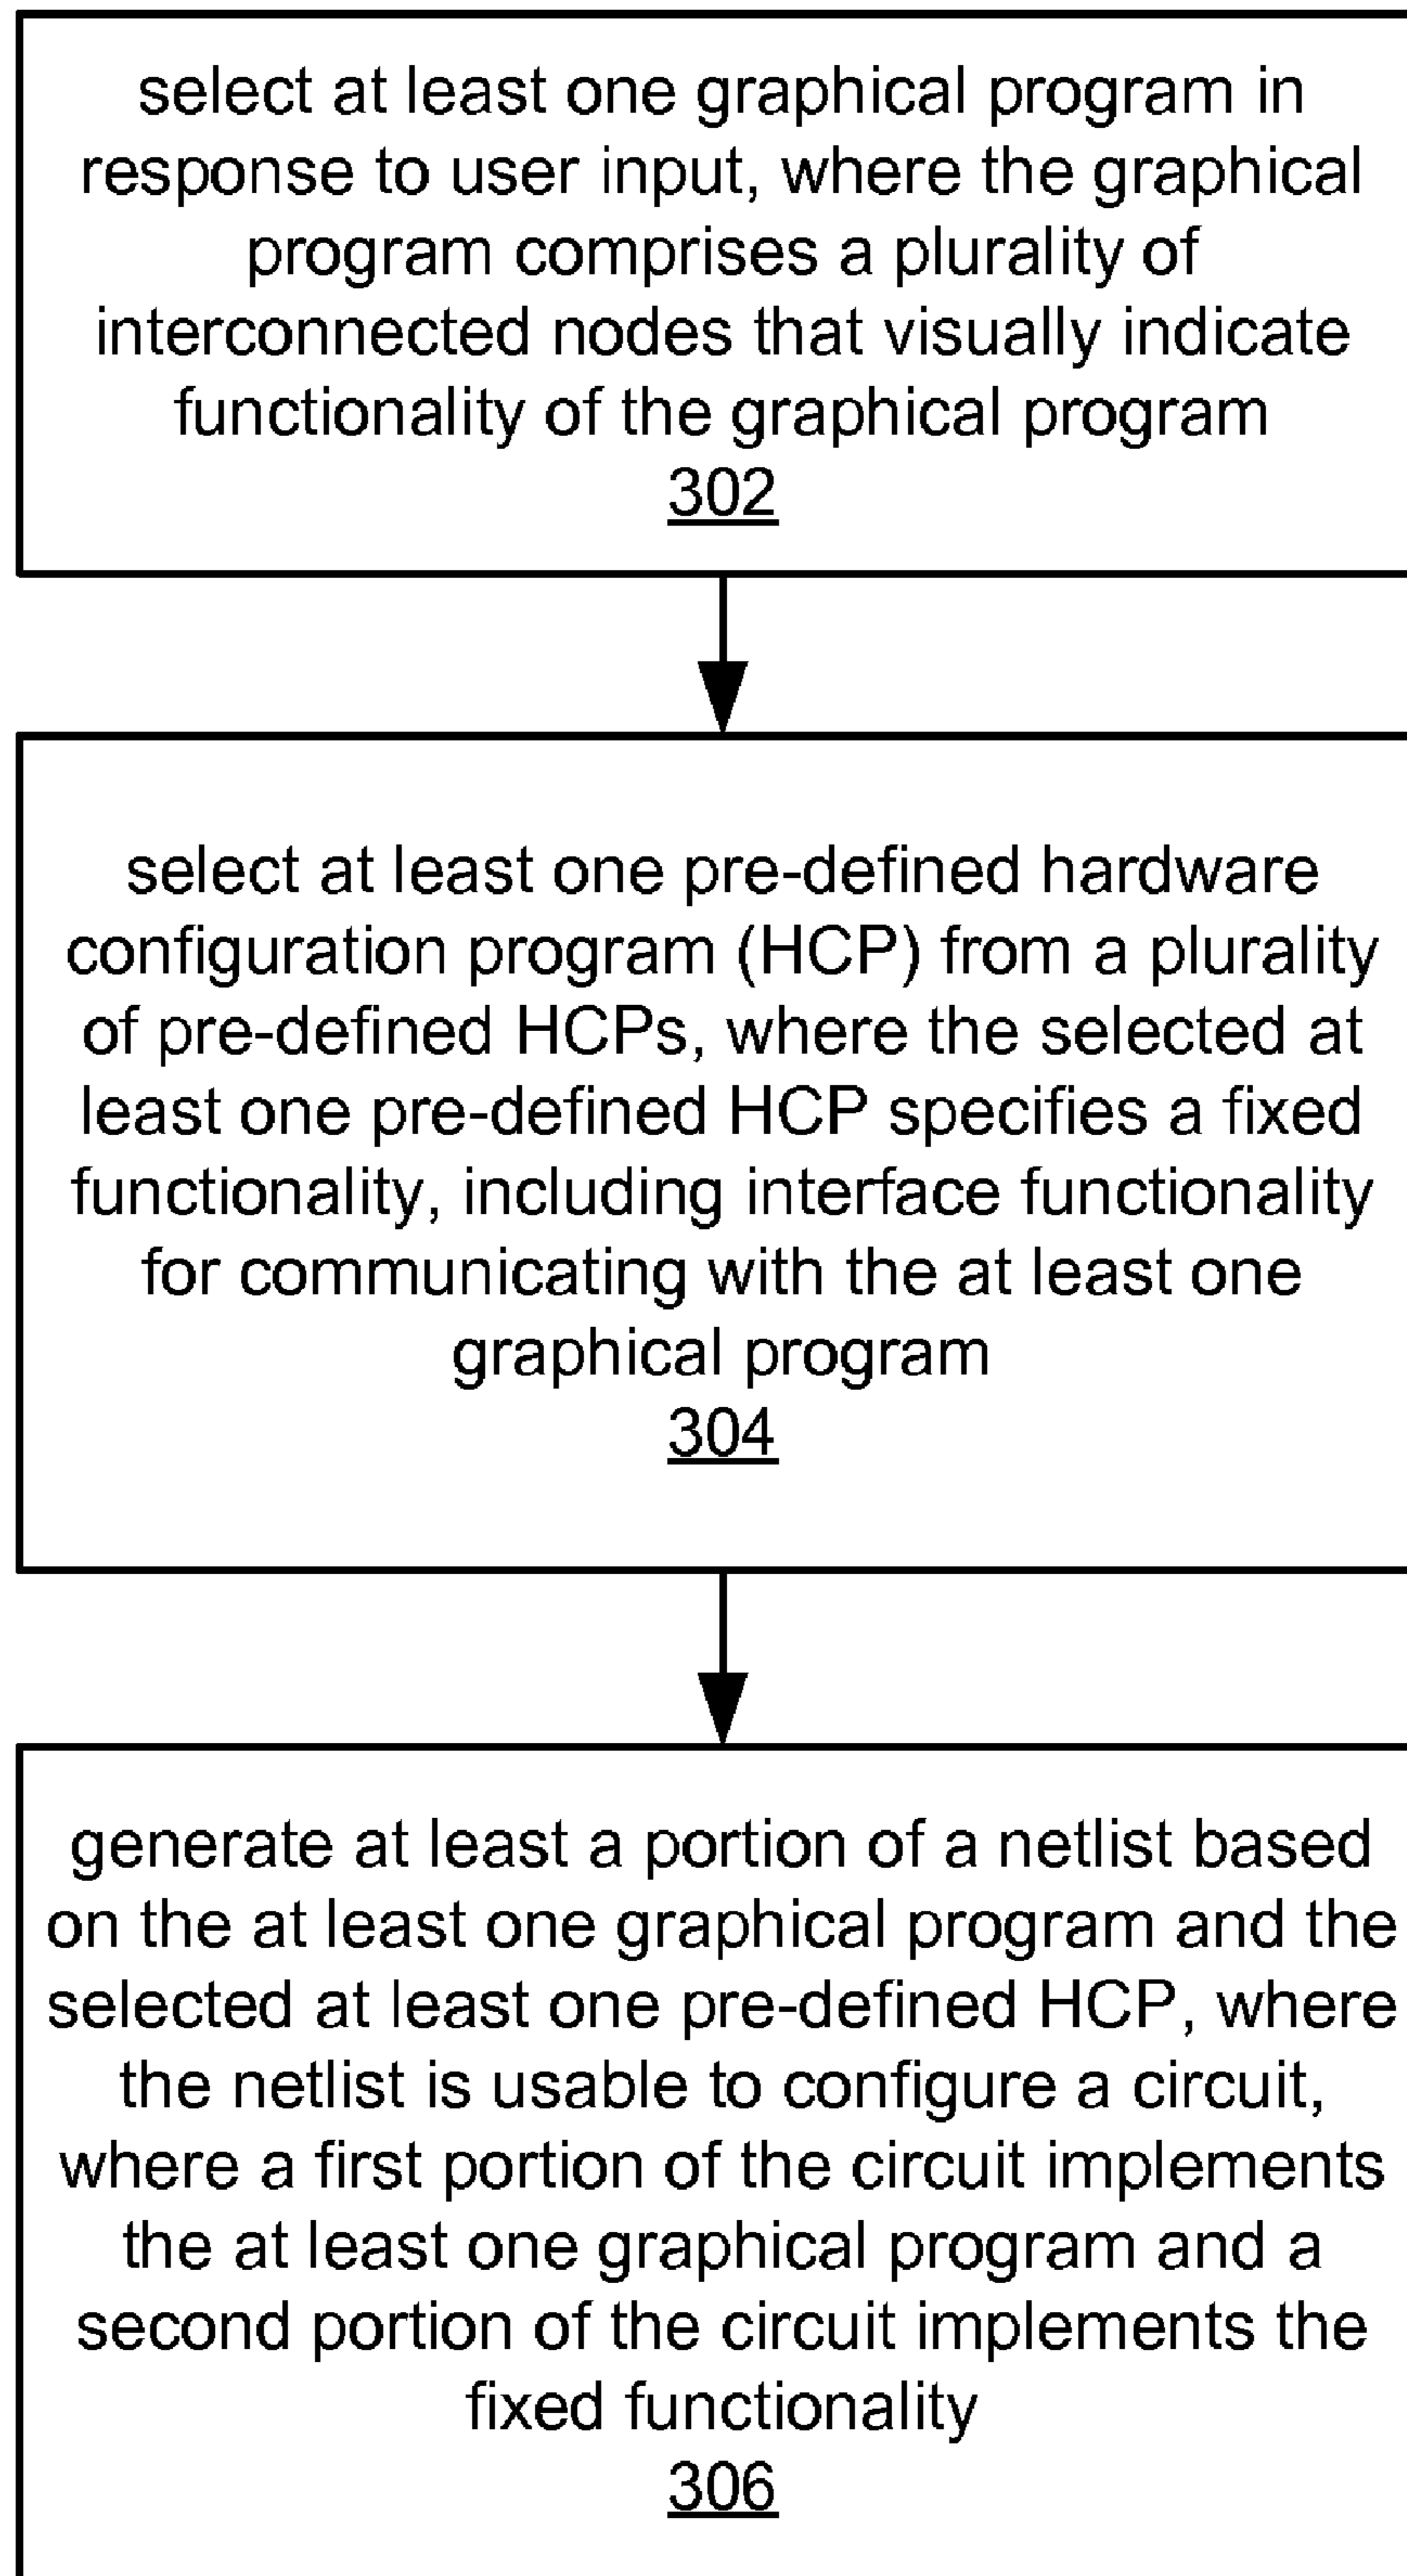 select at least one graphical program in
response to user input, where the graphical
program comprises a plurality of
interconnected nodes that visually indicate
functionality of the graphical program
302
select at least one pre-defined hardware
configuration program (HCP) from a plurality
of pre-defined HCPs, where the selected at
least one pre-defined HCP specifies a fixed
functionality, including interface functionality
for communicating with the at least one
graphical program
304
generate at least a portion of a netlist based
on the at least one graphical program and the
selected at least one pre-defined HCP, where
the netlist is usable to configure a circuit,
where a first portion of the circuit implements
the at least one graphical program and a
second portion of the circuit implements the
fixed functionality
306